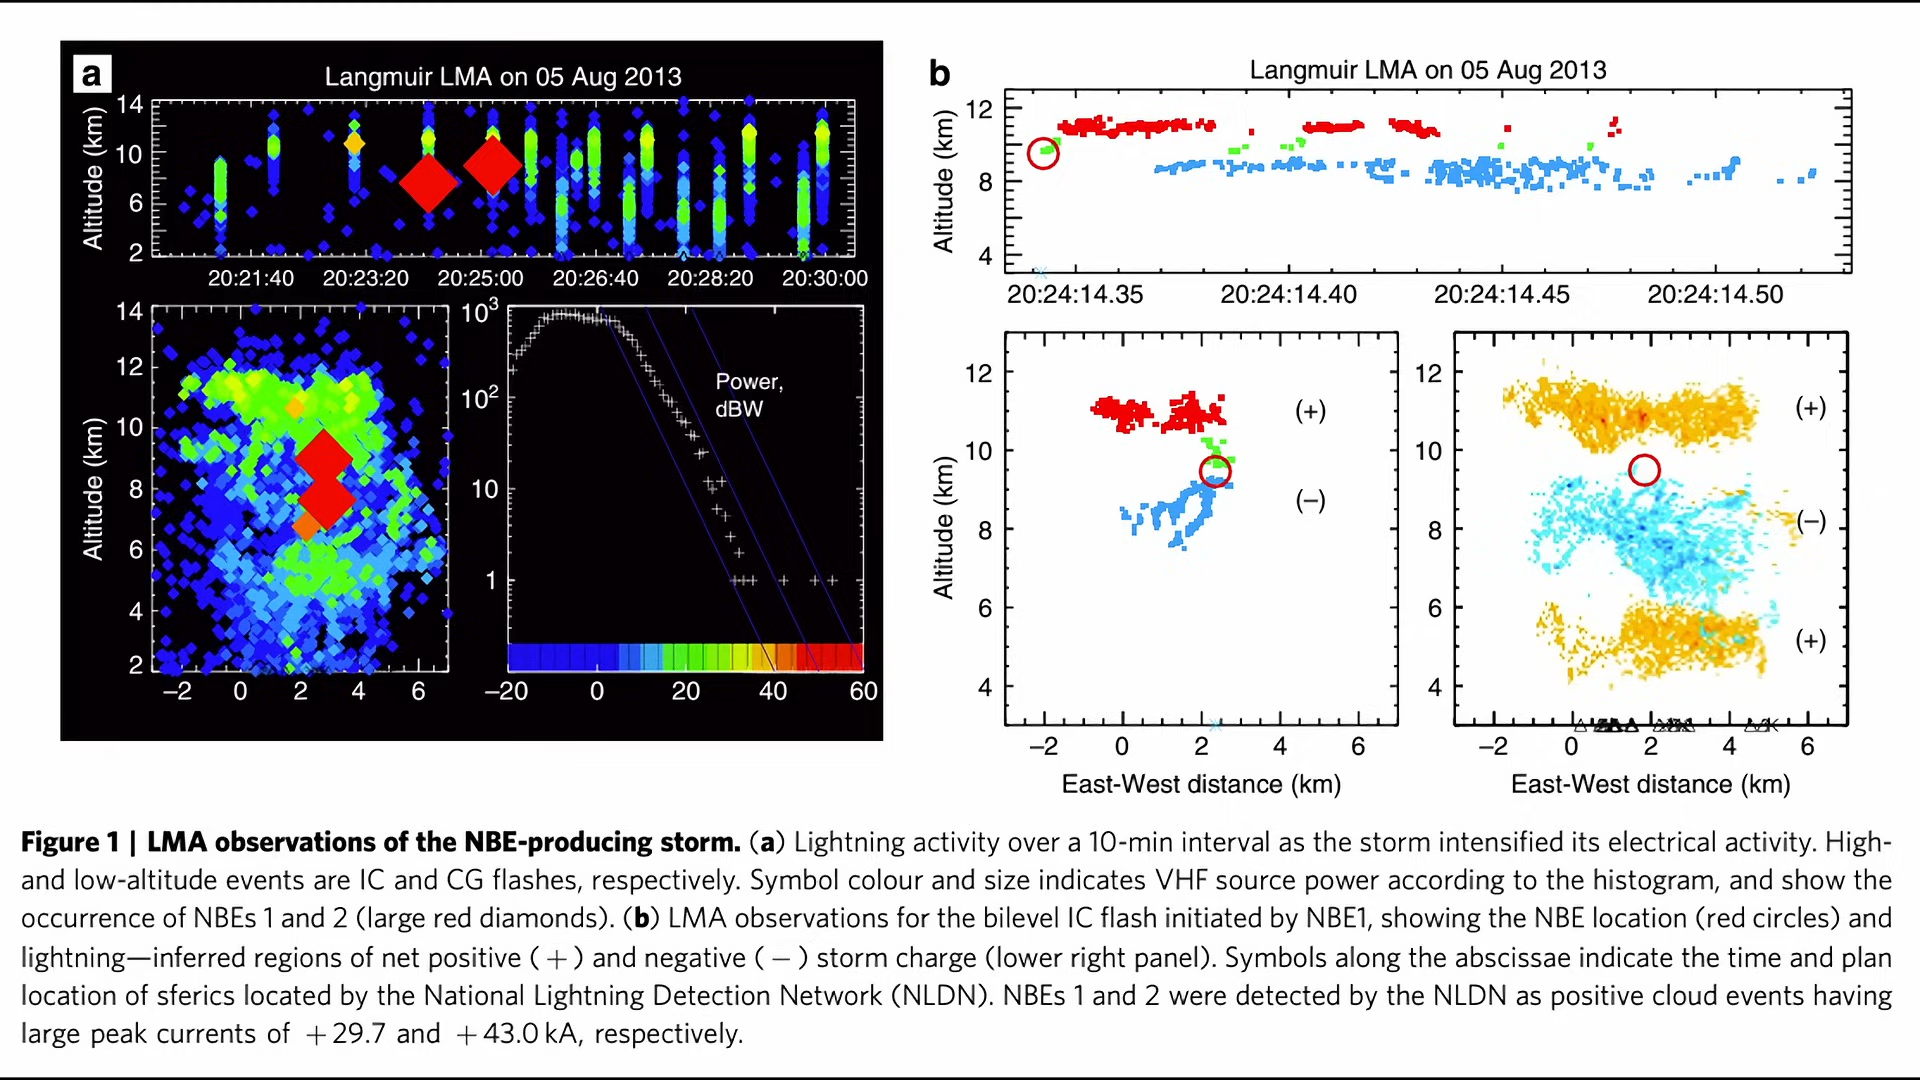 a
Langmuir LMA on 05 Aug 2013
Altitude (km)
14
10
6
2
20:21:40 20:23:20 20:25:00 20:26:40 20:28:20 20:30:00
Altitude (km)
14
12
10
8
6
4
2
−2 0 2 4 6
10³
10²
10
1
Power,
dBW
−20 0 20 40 60
b
Langmuir LMA on 05 Aug 2013
Altitude (km)
12
8
4
20:24:14.35 20:24:14.40 20:24:14.45 20:24:14.50
Altitude (km)
12
10
8
6
4
(+)
(−)
−2 0 2 4 6
East-West distance (km)
12
10
8
6
4
(+)
(−)
(+)
−2 0 2 4 6
East-West distance (km)
Figure 1 | LMA observations of the NBE-producing storm. (a) Lightning activity over a 10-min interval as the storm intensified its electrical activity. High-
and low-altitude events are IC and CG flashes, respectively. Symbol colour and size indicates VHF source power according to the histogram, and show the
occurrence of NBEs 1 and 2 (large red diamonds). (b) LMA observations for the bilevel IC flash initiated by NBE1, showing the NBE location (red circles) and
lightning—inferred regions of net positive ( + ) and negative ( − ) storm charge (lower right panel). Symbols along the abscissae indicate the time and plan
location of sferics located by the National Lightning Detection Network (NLDN). NBEs 1 and 2 were detected by the NLDN as positive cloud events having
large peak currents of +29.7 and +43.0 kA, respectively.